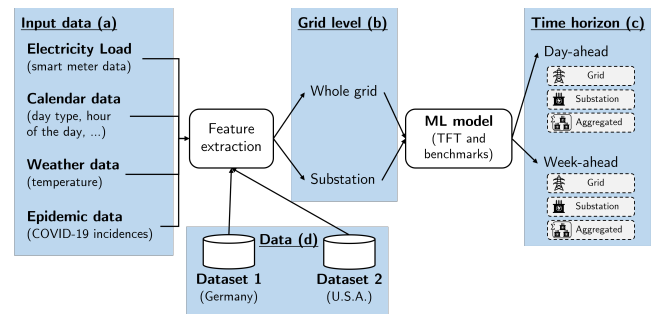 Input data (a)
Electricity Load
(smart meter data)
Calendar data
(day type, hour
of the day, ...)
Weather data
(temperature)
Epidemic data
(COVID-19 incidences)
Feature
extraction
Grid level (b)
Whole grid
Substation
ML model
(TFT and
benchmarks)
Time horizon (c)
Day-ahead
Grid
Substation
Aggregated
Week-ahead
Grid
Substation
Aggregated
Data (d)
Dataset 1
(Germany)
Dataset 2
(U.S.A.)